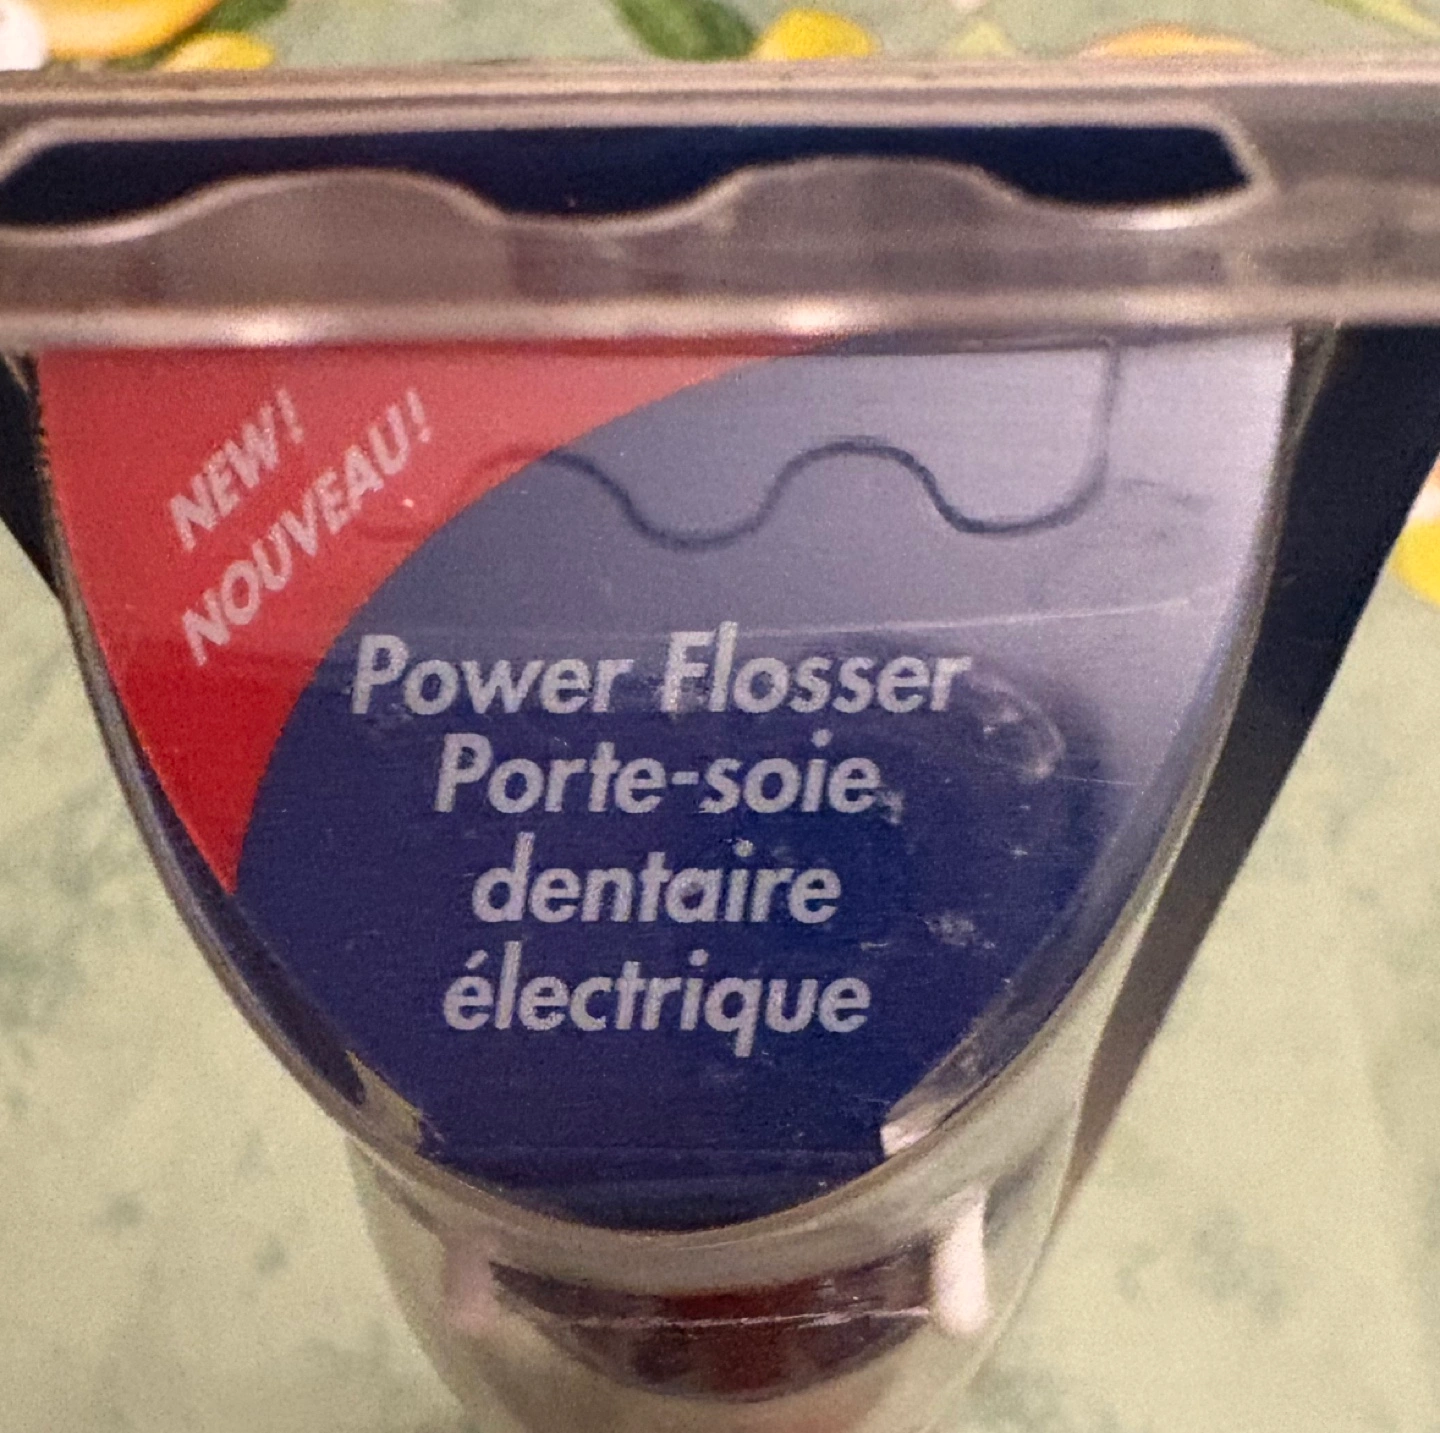 NEW!
NOUVEAU!
Power Flosser
Porte-soie
dentaire
électrique